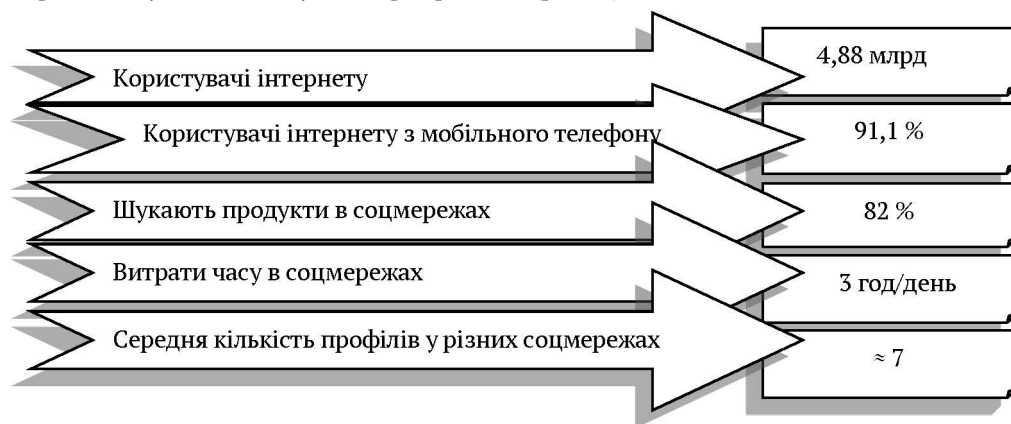 Користувачі інтернету
4,88 млрд
Користувачі інтернету з мобільного телефону
91,1 %
Шукають продукти в соцмережах
82 %
Витрати часу в соцмережах
3 год/день
Середня кількість профілів у різних соцмережах
≈ 7